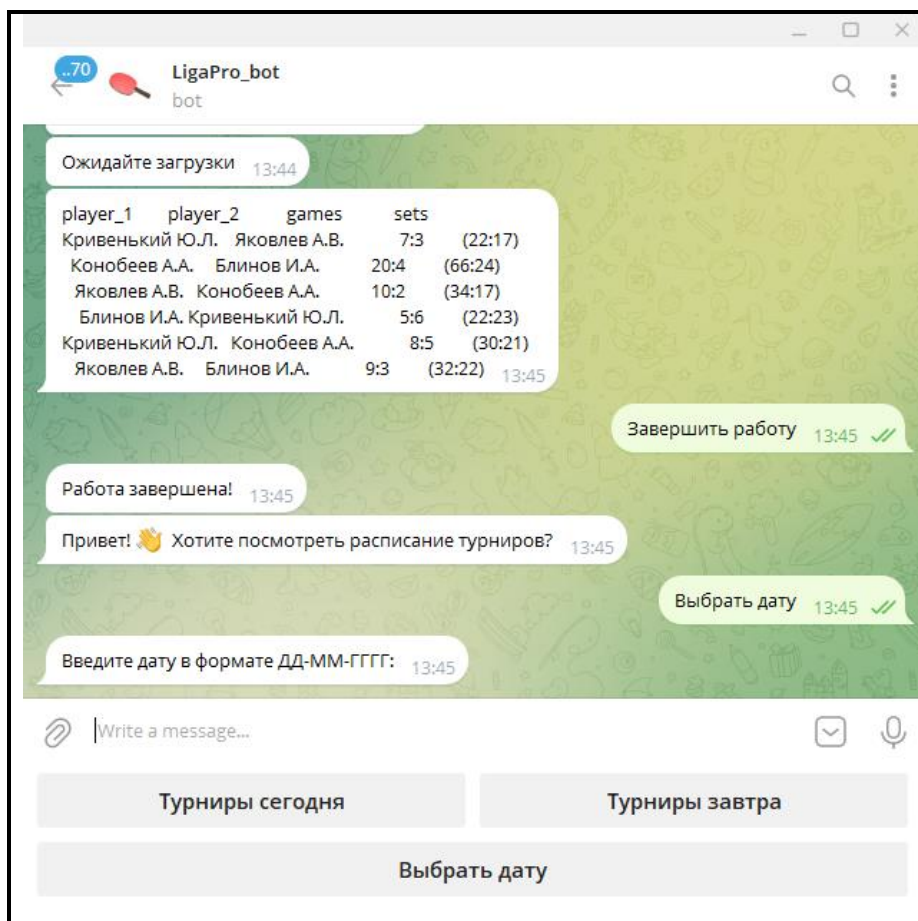 ..70
LigaPro_bot
bot
Ожидайте загрузки 13:44
player_1 player_2 games sets
Кривенький Ю.Л. Яковлев А.В. 7:3 (22:17)
Конобеев А.А. Блинов И.А. 20:4 (66:24)
Яковлев А.В. Конобеев А.А. 10:2 (34:17)
Блинов И.А. Кривенький Ю.Л. 5:6 (22:23)
Кривенький Ю.Л. Конобеев А.А. 8:5 (30:21)
Яковлев А.В. Блинов И.А. 9:3 (32:22) 13:45
Завершить работу 13:45
Работа завершена! 13:45
Привет! 👋 Хотите посмотреть расписание турниров? 13:45
Выбрать дату 13:45
Введите дату в формате ДД-ММ-ГГГГ: 13:45
Write a message...
Турниры сегодня Турниры завтра
Выбрать дату